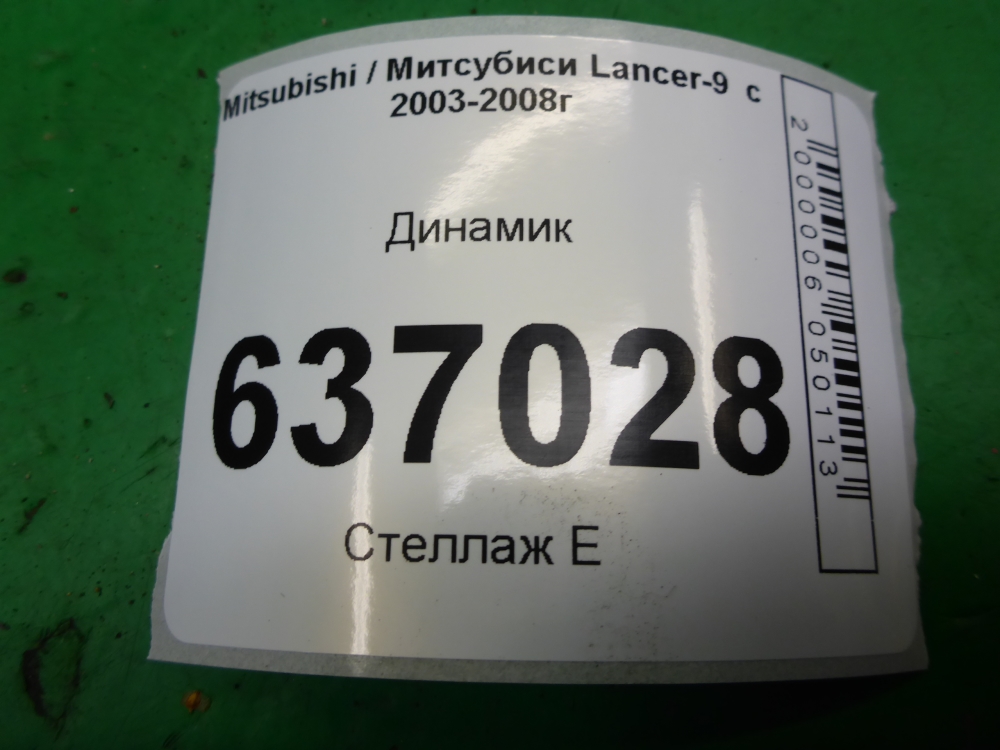 Mitsubishi / Митсубиси Lancer-9 с
2003-2008г
Динамик
637028
Стеллаж Е
2000006050113